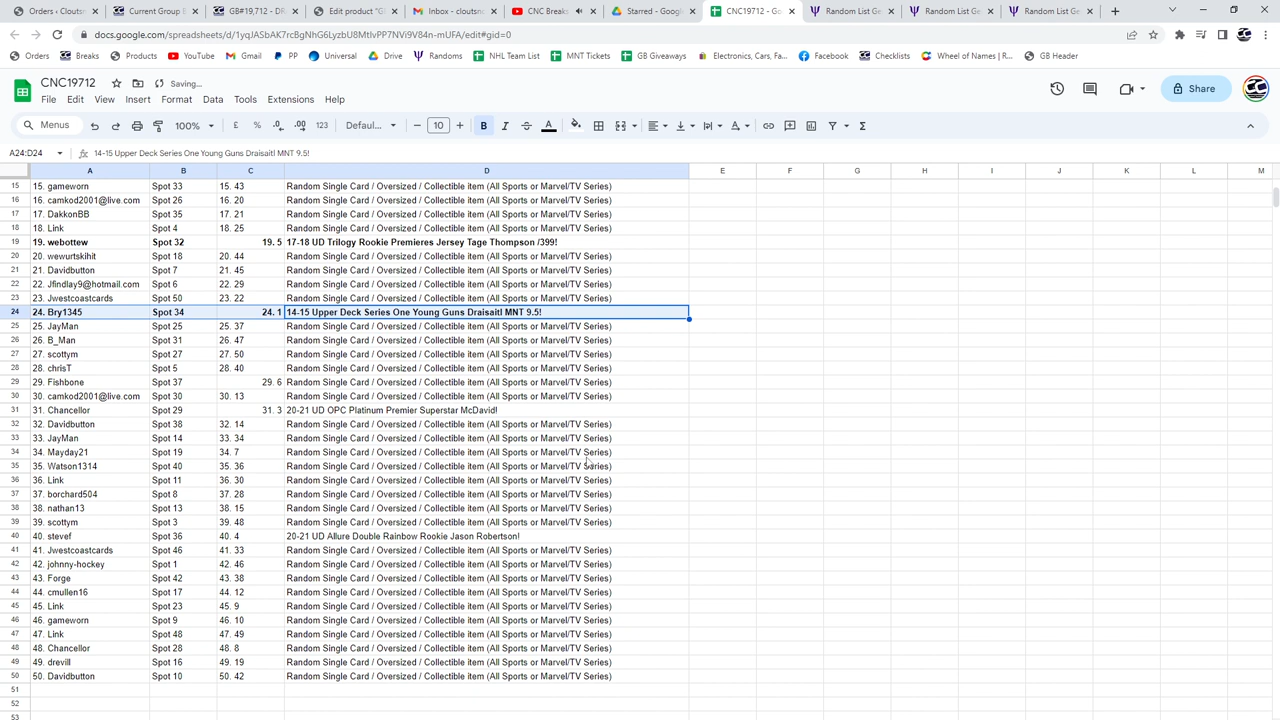 Orders < Cloutsn
Current Group
GB#19,712 - DR
Edit product "G
Inbox - cloutsno
CNC Breaks
Starred - Googl
CNC19712 - Go
Random List Ge
Random List Ge
Random List Ge
docs.google.com/spreadsheets/d/1yqJASbAK7rcBgNhG6LyzbU8MtlvPP7NVi9V84n-mUFA/edit#gid=0
Orders Breaks Products YouTube Gmail PP Universal Drive Randoms NHL Team List MNT Tickets GB Giveaways Electronics, Cars, Fa... Facebook Checklists Wheel of Names | R... GB Header
CNC19712 Saving...
File Edit View Insert Format Data Tools Extensions Help
Share
Menus 100% £ % .0 .00 123 Defaul... 10 B I A
A24:D24 14-15 Upper Deck Series One Young Guns Draisaitl MNT 9.5!
A B C D E F G H I J K L M
15 15. gameworn Spot 33 15. 43 Random Single Card / Oversized / Collectible item (All Sports or Marvel/TV Series)
16 16. camkod2001@live.com Spot 26 16. 20 Random Single Card / Oversized / Collectible item (All Sports or Marvel/TV Series)
17 17. DakkonBB Spot 35 17. 21 Random Single Card / Oversized / Collectible item (All Sports or Marvel/TV Series)
18 18. Link Spot 4 18. 25 Random Single Card / Oversized / Collectible item (All Sports or Marvel/TV Series)
19 19. webottew Spot 32 19. 5 17-18 UD Trilogy Rookie Premieres Jersey Tage Thompson /399!
20 20. wewurtskihit Spot 18 20. 44 Random Single Card / Oversized / Collectible item (All Sports or Marvel/TV Series)
21 21. Davidbutton Spot 7 21. 45 Random Single Card / Oversized / Collectible item (All Sports or Marvel/TV Series)
22 22. Jfindlay9@hotmail.com Spot 6 22. 29 Random Single Card / Oversized / Collectible item (All Sports or Marvel/TV Series)
23 23. Jwestcoastcards Spot 50 23. 22 Random Single Card / Oversized / Collectible item (All Sports or Marvel/TV Series)
24 24. Bry1345 Spot 34 24. 1 14-15 Upper Deck Series One Young Guns Draisaitl MNT 9.5!
25 25. JayMan Spot 25 25. 37 Random Single Card / Oversized / Collectible item (All Sports or Marvel/TV Series)
26 26. B_Man Spot 31 26. 47 Random Single Card / Oversized / Collectible item (All Sports or Marvel/TV Series)
27 27. scottym Spot 27 27. 50 Random Single Card / Oversized / Collectible item (All Sports or Marvel/TV Series)
28 28. chrisT Spot 5 28. 40 Random Single Card / Oversized / Collectible item (All Sports or Marvel/TV Series)
29 29. Fishbone Spot 37 29. 6 Random Single Card / Oversized / Collectible item (All Sports or Marvel/TV Series)
30 30. camkod2001@live.com Spot 30 30. 13 Random Single Card / Oversized / Collectible item (All Sports or Marvel/TV Series)
31 31. Chancellor Spot 29 31. 3 20-21 UD OPC Platinum Premier Superstar McDavid!
32 32. Davidbutton Spot 38 32. 14 Random Single Card / Oversized / Collectible item (All Sports or Marvel/TV Series)
33 33. JayMan Spot 14 33. 34 Random Single Card / Oversized / Collectible item (All Sports or Marvel/TV Series)
34 34. Mayday21 Spot 19 34. 7 Random Single Card / Oversized / Collectible item (All Sports or Marvel/TV Series)
35 35. Watson1314 Spot 40 35. 36 Random Single Card / Oversized / Collectible item (All Sports or Marvel/TV Series)
36 36. Link Spot 11 36. 30 Random Single Card / Oversized / Collectible item (All Sports or Marvel/TV Series)
37 37. borchard504 Spot 8 37. 28 Random Single Card / Oversized / Collectible item (All Sports or Marvel/TV Series)
38 38. nathan13 Spot 13 38. 15 Random Single Card / Oversized / Collectible item (All Sports or Marvel/TV Series)
39 39. scottym Spot 3 39. 48 Random Single Card / Oversized / Collectible item (All Sports or Marvel/TV Series)
40 40. stevef Spot 36 40. 4 20-21 UD Allure Double Rainbow Rookie Jason Robertson!
41 41. Jwestcoastcards Spot 46 41. 33 Random Single Card / Oversized / Collectible item (All Sports or Marvel/TV Series)
42 42. johnny-hockey Spot 1 42. 46 Random Single Card / Oversized / Collectible item (All Sports or Marvel/TV Series)
43 43. Forge Spot 42 43. 38 Random Single Card / Oversized / Collectible item (All Sports or Marvel/TV Series)
44 44. cmullen16 Spot 17 44. 12 Random Single Card / Oversized / Collectible item (All Sports or Marvel/TV Series)
45 45. Link Spot 23 45. 9 Random Single Card / Oversized / Collectible item (All Sports or Marvel/TV Series)
46 46. gameworn Spot 9 46. 10 Random Single Card / Oversized / Collectible item (All Sports or Marvel/TV Series)
47 47. Link Spot 48 47. 49 Random Single Card / Oversized / Collectible item (All Sports or Marvel/TV Series)
48 48. Chancellor Spot 28 48. 8 Random Single Card / Oversized / Collectible item (All Sports or Marvel/TV Series)
49 49. drevill Spot 16 49. 19 Random Single Card / Oversized / Collectible item (All Sports or Marvel/TV Series)
50 50. Davidbutton Spot 10 50. 42 Random Single Card / Oversized / Collectible item (All Sports or Marvel/TV Series)
51
52
53